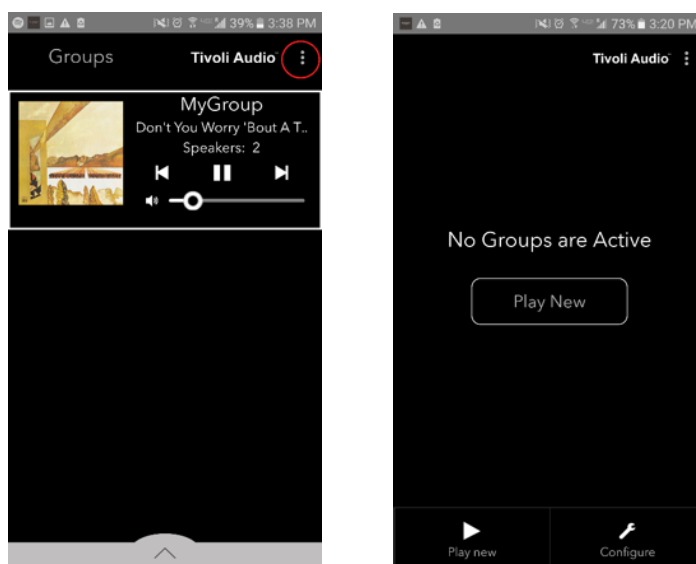 39% 3:38 PM
Groups
Tivoli Audio
MyGroup
Don't You Worry 'Bout A T..
Speakers: 2
73% 3:20 PM
Tivoli Audio
No Groups are Active
Play New
Play new
Configure